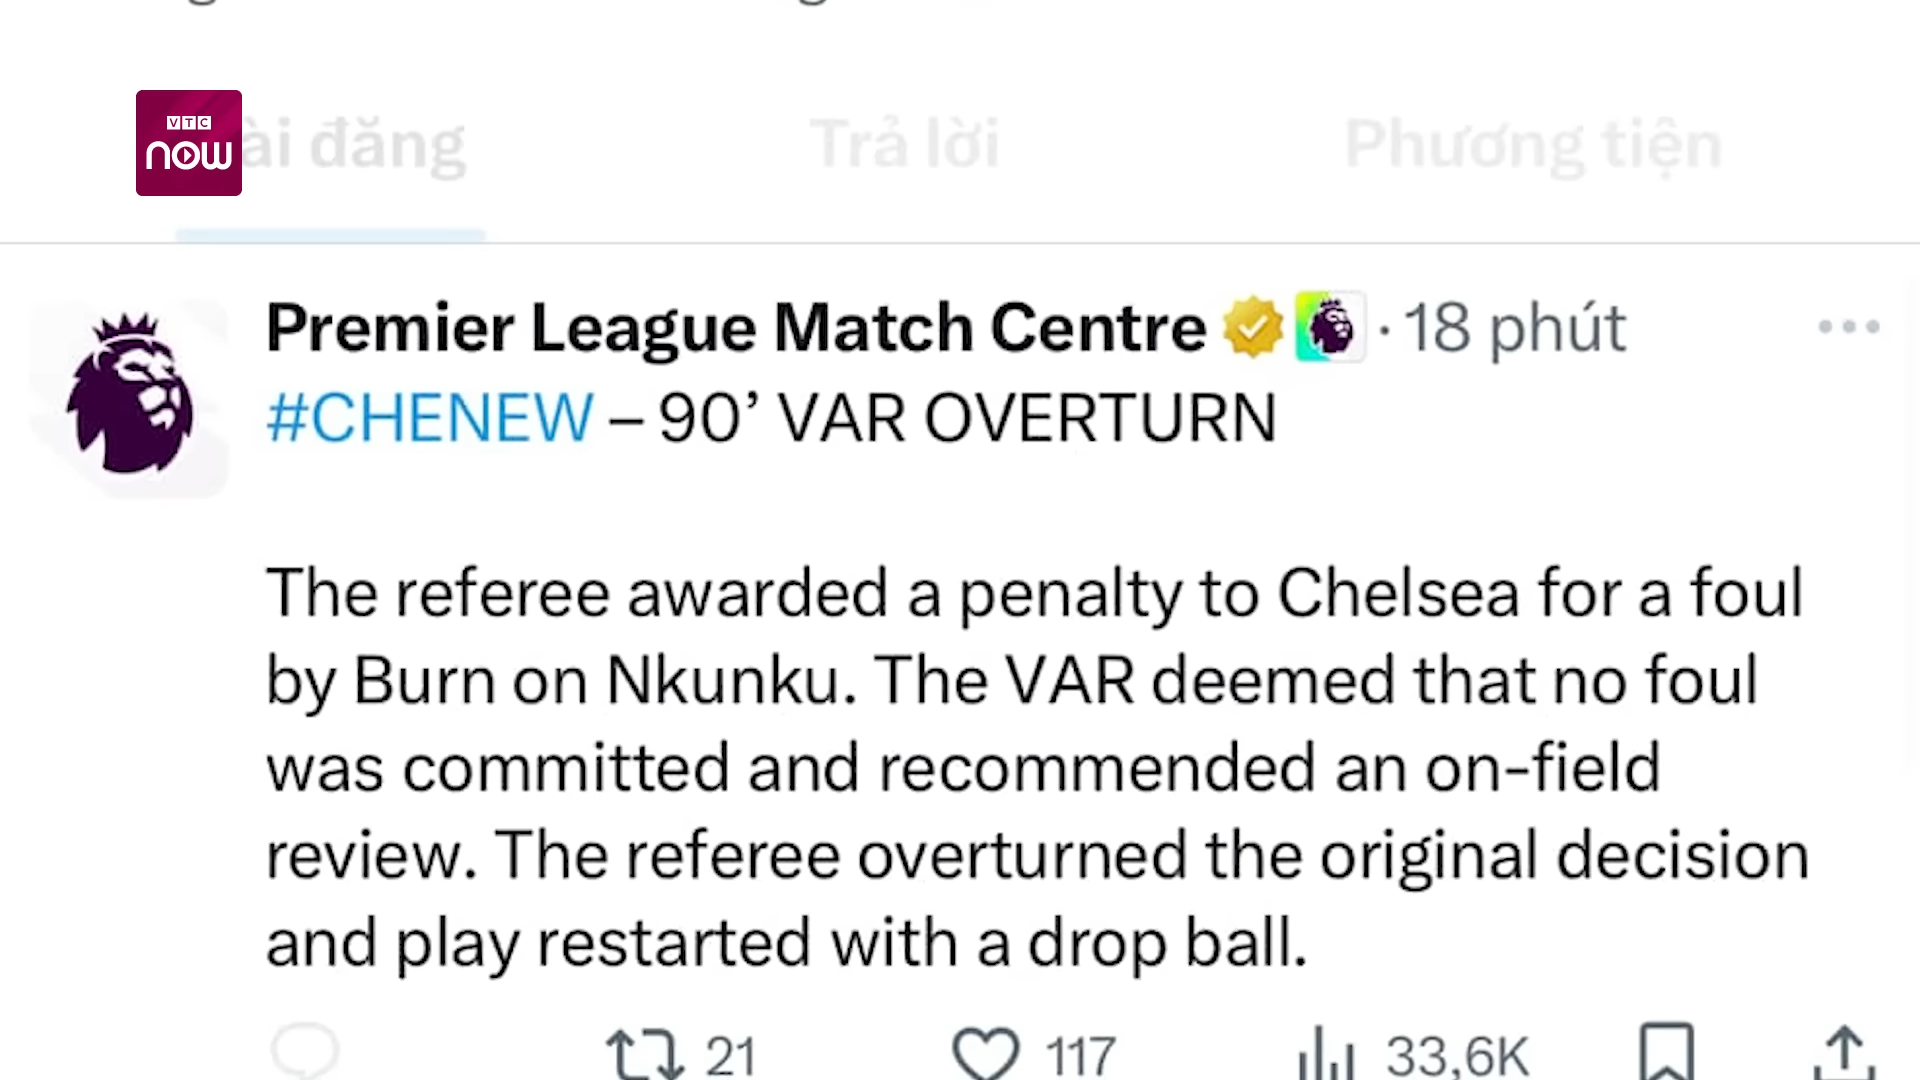 VTC
now
ài đăng
Trả lời
Phương tiện
Premier League Match Centre · 18 phút
#CHENEW – 90’ VAR OVERTURN
The referee awarded a penalty to Chelsea for a foul
by Burn on Nkunku. The VAR deemed that no foul
was committed and recommended an on-field
review. The referee overturned the original decision
and play restarted with a drop ball.
21
117
33,6K